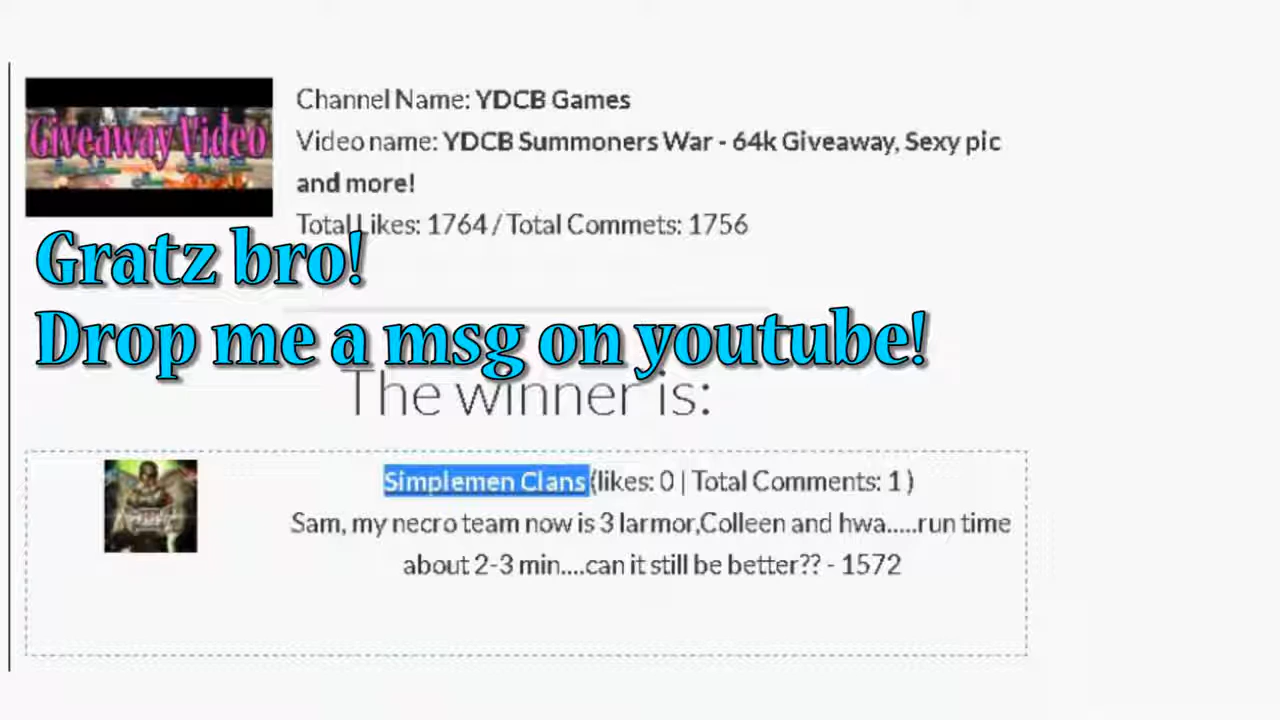 Giveaway Video
Channel Name: YDCB Games
Video name: YDCB Summoners War - 64k Giveaway, Sexy pic
and more!
Total Likes: 1764 / Total Commets: 1756
Gratz bro!
Drop me a msg on youtube!
The winner is:
Simplemen Clans (likes: 0 | Total Comments: 1 )
Sam, my necro team now is 3 larmor,Colleen and hwa.....run time
about 2-3 min....can it still be better?? - 1572